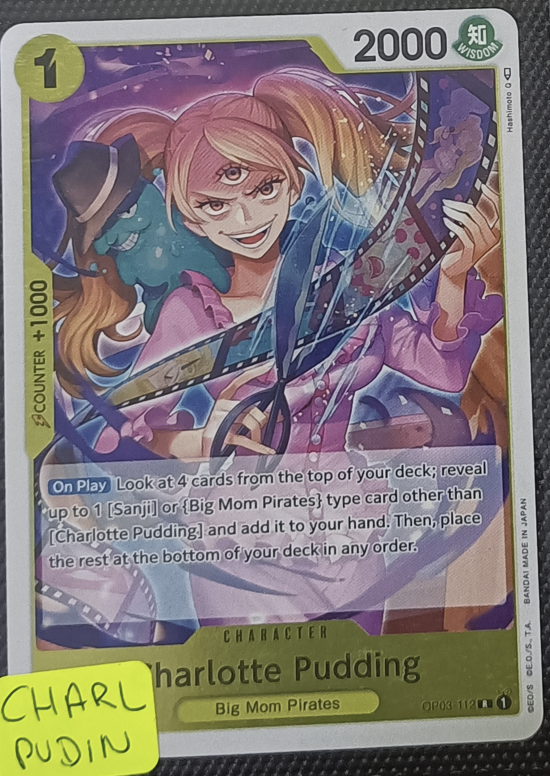 1
2000
知
WISDOM
Hashimoto Q
COUNTER +1000
On Play Look at 4 cards from the top of your deck; reveal
up to 1 [Sanji] or {Big Mom Pirates} type card other than
[Charlotte Pudding] and add it to your hand. Then, place
the rest at the bottom of your deck in any order.
CHARACTER
harlotte Pudding
Big Mom Pirates
OP03-112 R 1
©EO/S ©E.O./S., T.A. BANDAI MADE IN JAPAN
CHARL
PUDIN